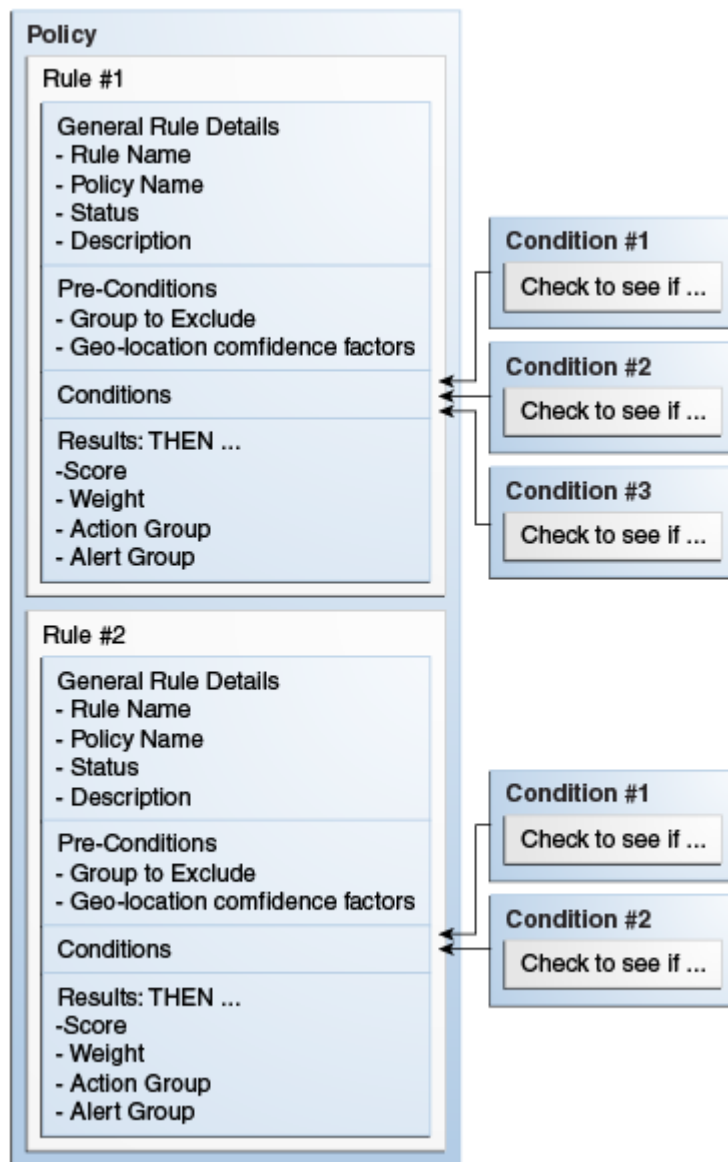 Policy
Rule #1
General Rule Details
- Rule Name
- Policy Name
- Status
- Description
Pre-Conditions
- Group to Exclude
- Geo-location comfidence factors
Conditions
Results: THEN ...
-Score
- Weight
- Action Group
- Alert Group
Condition #1
Check to see if ...
Condition #2
Check to see if ...
Condition #3
Check to see if ...
Rule #2
General Rule Details
- Rule Name
- Policy Name
- Status
- Description
Pre-Conditions
- Group to Exclude
- Geo-location comfidence factors
Conditions
Results: THEN ...
-Score
- Weight
- Action Group
- Alert Group
Condition #1
Check to see if ...
Condition #2
Check to see if ...